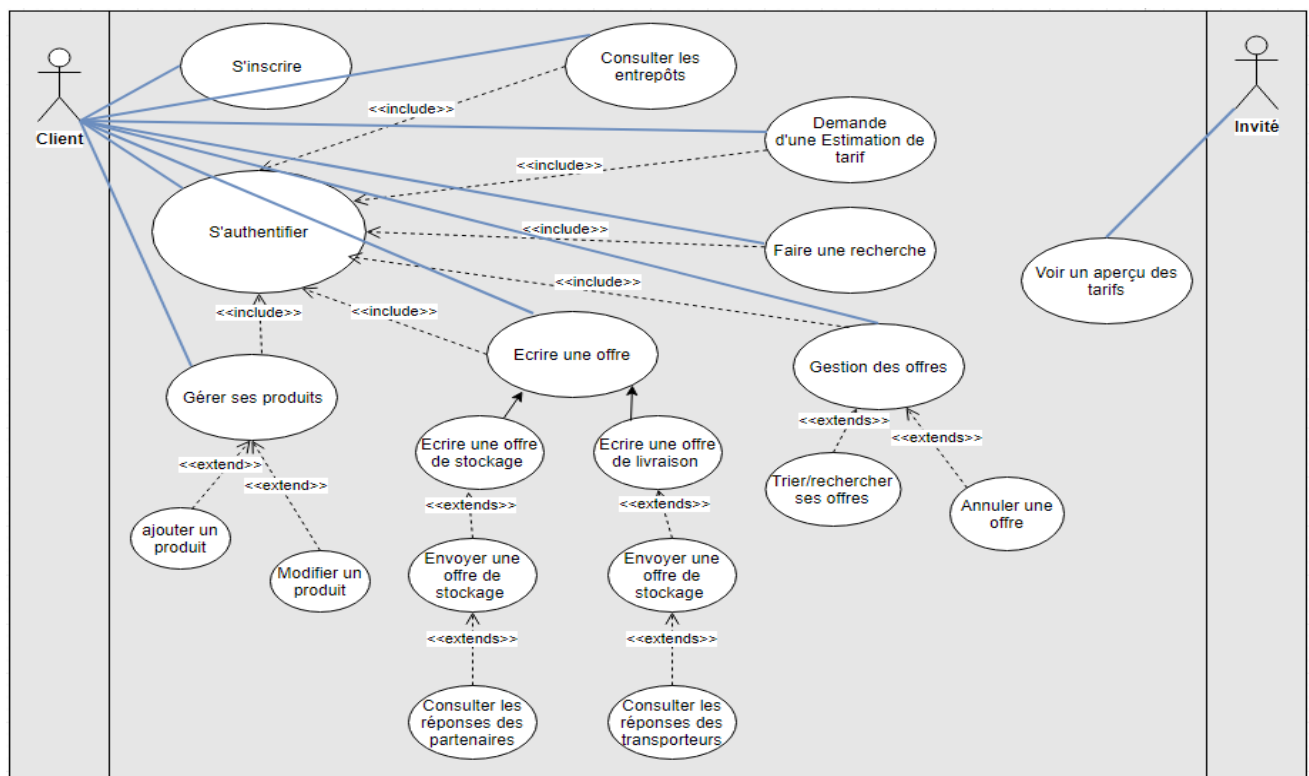 S'inscrire
Consulter les
entrepôts
Client
Invité
<<include>>
Demande
d'une Estimation de
tarif
<<include>>
S'authentifier
<<include>>
Faire une recherche
Voir un aperçu des
tarifs
<<include>>
<<include>>
<<include>>
Ecrire une offre
Gestion des offres
Gérer ses produits
<<extends>>
<<extends>>
Ecrire une offre
de stockage
Ecrire une offre
de livraison
<<extend>>
<<extend>>
Trier/rechercher
ses offres
Annuler une
offre
<<extends>>
<<extends>>
ajouter un
produit
Modifier un
produit
Envoyer une
offre de
stockage
Envoyer une
offre de
stockage
<<extends>>
<<extends>>
Consulter les
réponses des
partenaires
Consulter les
réponses des
transporteurs